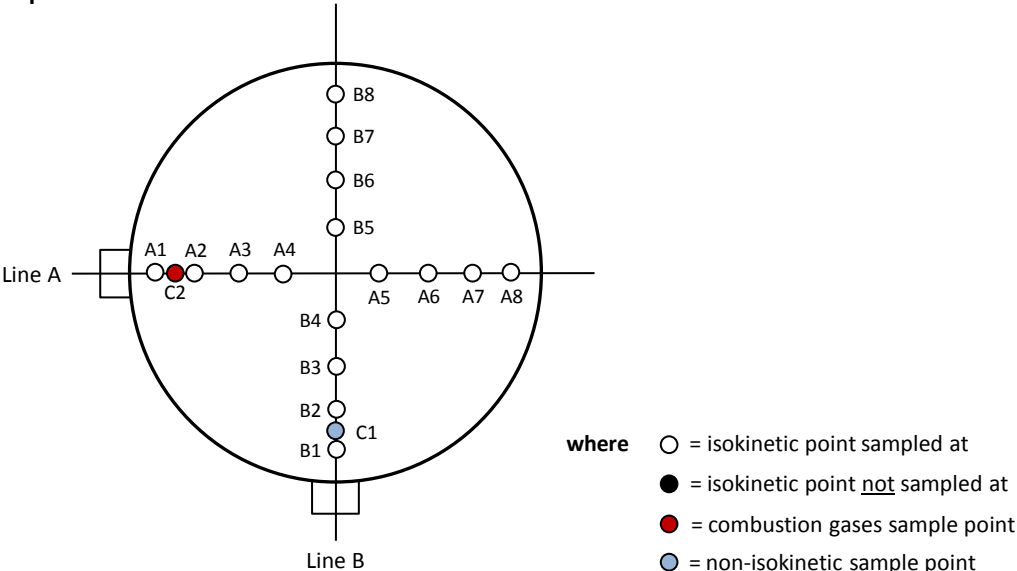 B8
B7
B6
B5
A1 A2 A3 A4
Line A
C2
A5 A6 A7 A8
B4
B3
B2
C1
B1
where = isokinetic point sampled at
= isokinetic point not sampled at
= combustion gases sample point
= non-isokinetic sample point
Line B